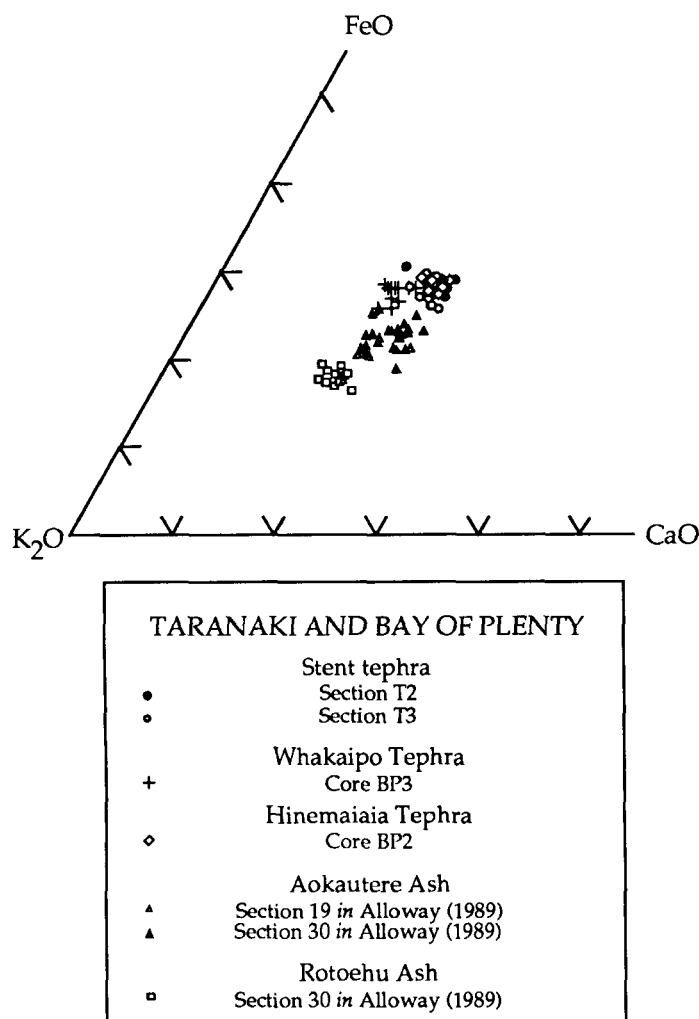 FeO
K2O
CaO
TARANAKI AND BAY OF PLENTY
Stent tephra
Section T2
Section T3
Whakaipo Tephra
Core BP3
Hinemaiaia Tephra
Core BP2
Aokautere Ash
Section 19 in Alloway (1989)
Section 30 in Alloway (1989)
Rotoehu Ash
Section 30 in Alloway (1989)